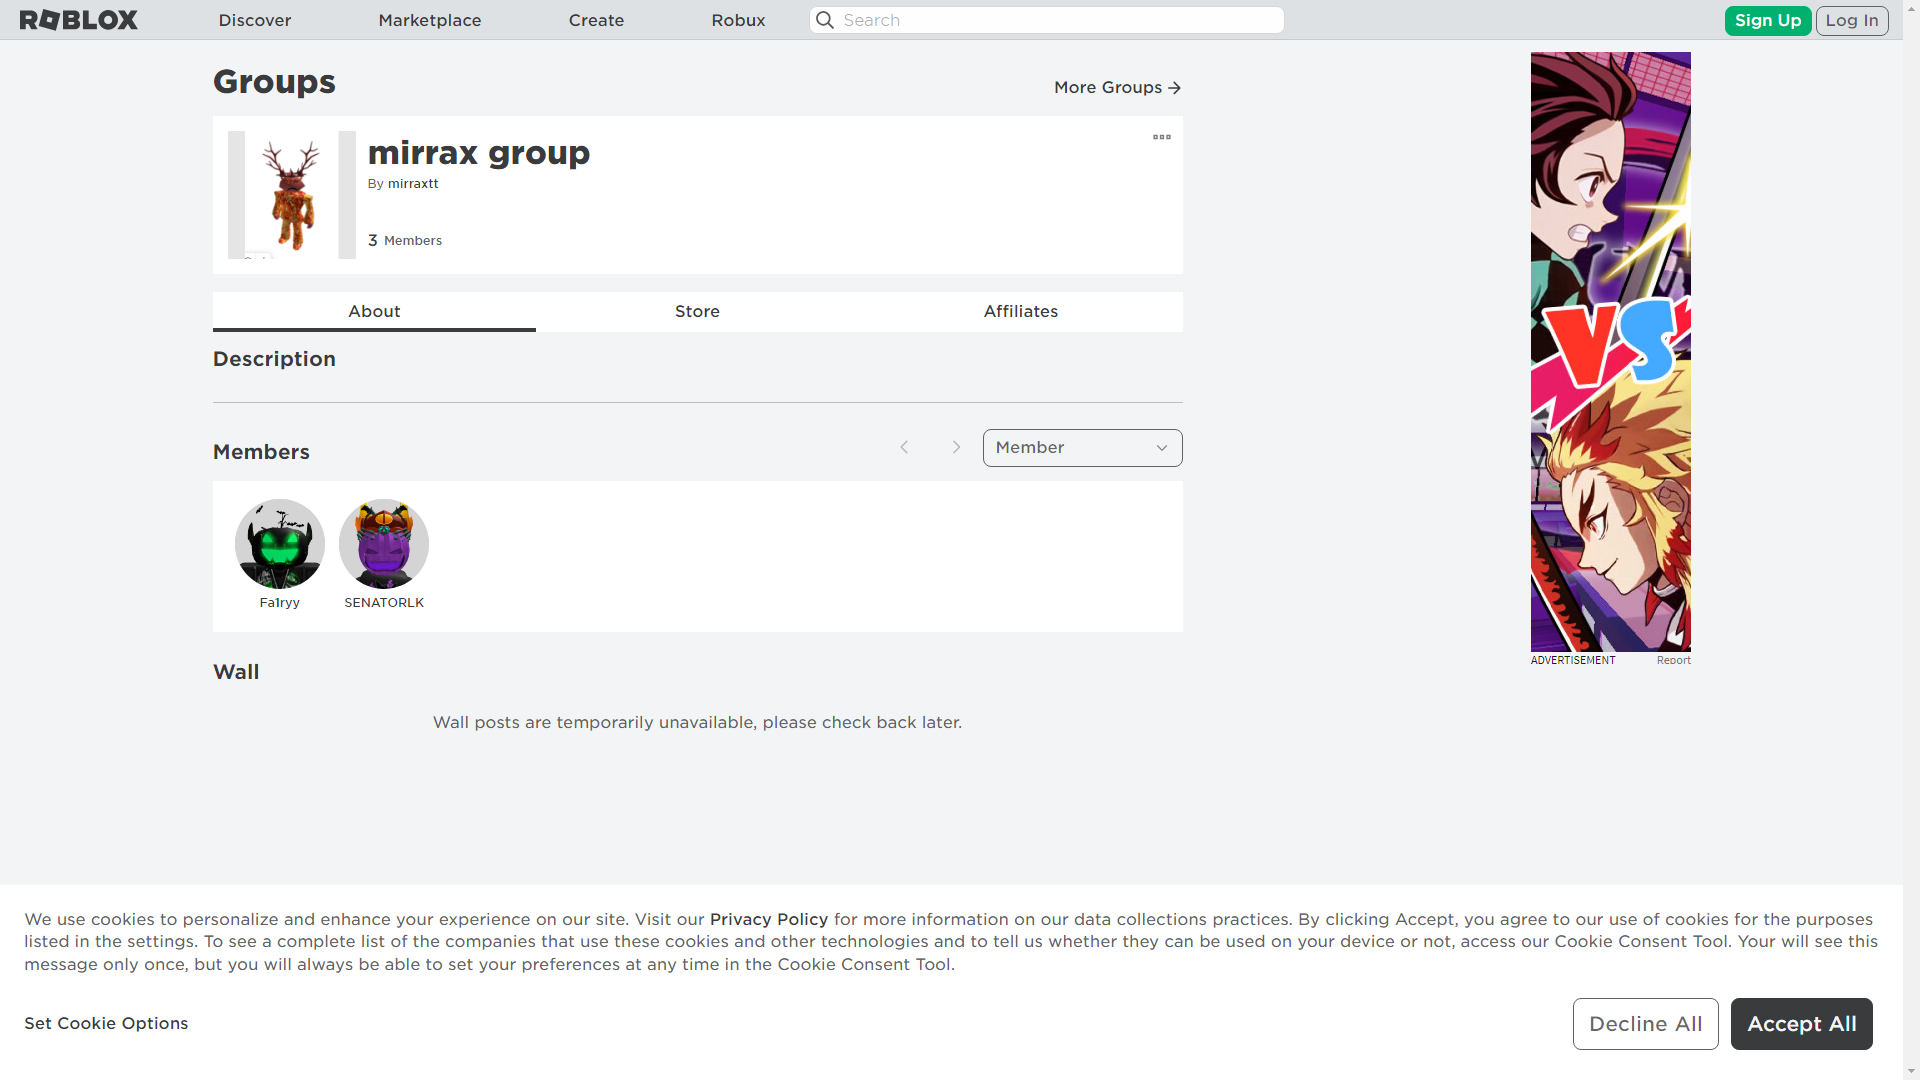 ROBLOX
Discover
Marketplace
Create
Robux
Search
Sign Up
Log In
Groups
More Groups
mirrax group
By mirraxtt
3 Members
About
Store
Affiliates
Description
Members
Member
Fa1ryy
SENATORLK
Wall
Wall posts are temporarily unavailable, please check back later.
VS
ADVERTISEMENT
Report
We use cookies to personalize and enhance your experience on our site. Visit our Privacy Policy for more information on our data collections practices. By clicking Accept, you agree to our use of cookies for the purposes
listed in the settings. To see a complete list of the companies that use these cookies and other technologies and to tell us whether they can be used on your device or not, access our Cookie Consent Tool. Your will see this
message only once, but you will always be able to set your preferences at any time in the Cookie Consent Tool.
Set Cookie Options
Decline All
Accept All